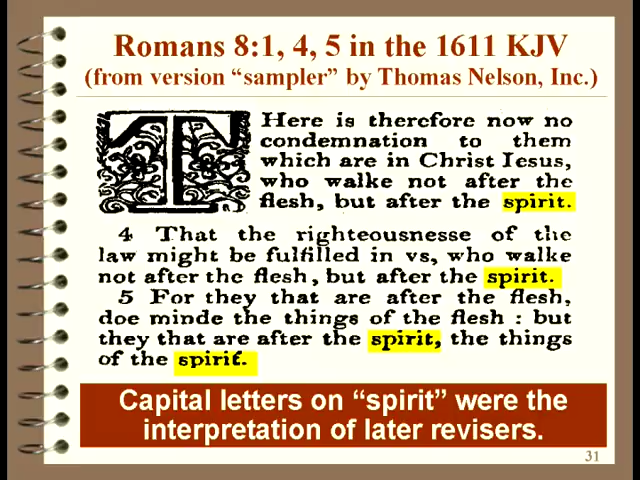 Romans 8:1, 4, 5 in the 1611 KJV
(from version “sampler” by Thomas Nelson, Inc.)
THere is therefore now no
condemnation to them
which are in Christ Iesus,
who walke not after the
flesh, but after the spirit.
4 That the righteousnesse of the
law might be fulfilled in vs, who walke
not after the flesh, but after the spirit.
5 For they that are after the flesh,
doe minde the things of the flesh : but
they that are after the spirit, the things
of the spirit.
Capital letters on “spirit” were the
interpretation of later revisers.
31